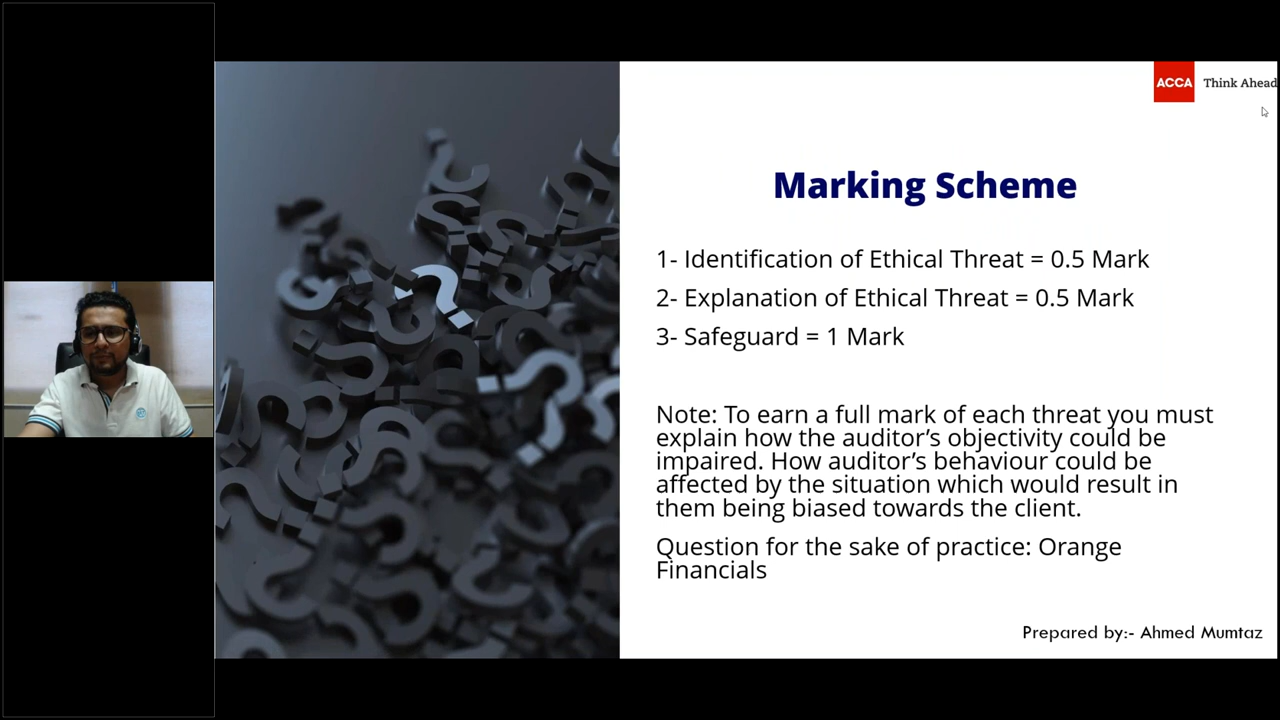 ACCA
Think Ahead
Marking Scheme
1- Identification of Ethical Threat = 0.5 Mark
2- Explanation of Ethical Threat = 0.5 Mark
3- Safeguard = 1 Mark
Note: To earn a full mark of each threat you must
explain how the auditor’s objectivity could be
impaired. How auditor’s behaviour could be
affected by the situation which would result in
them being biased towards the client.
Question for the sake of practice: Orange
Financials
Prepared by:- Ahmed Mumtaz